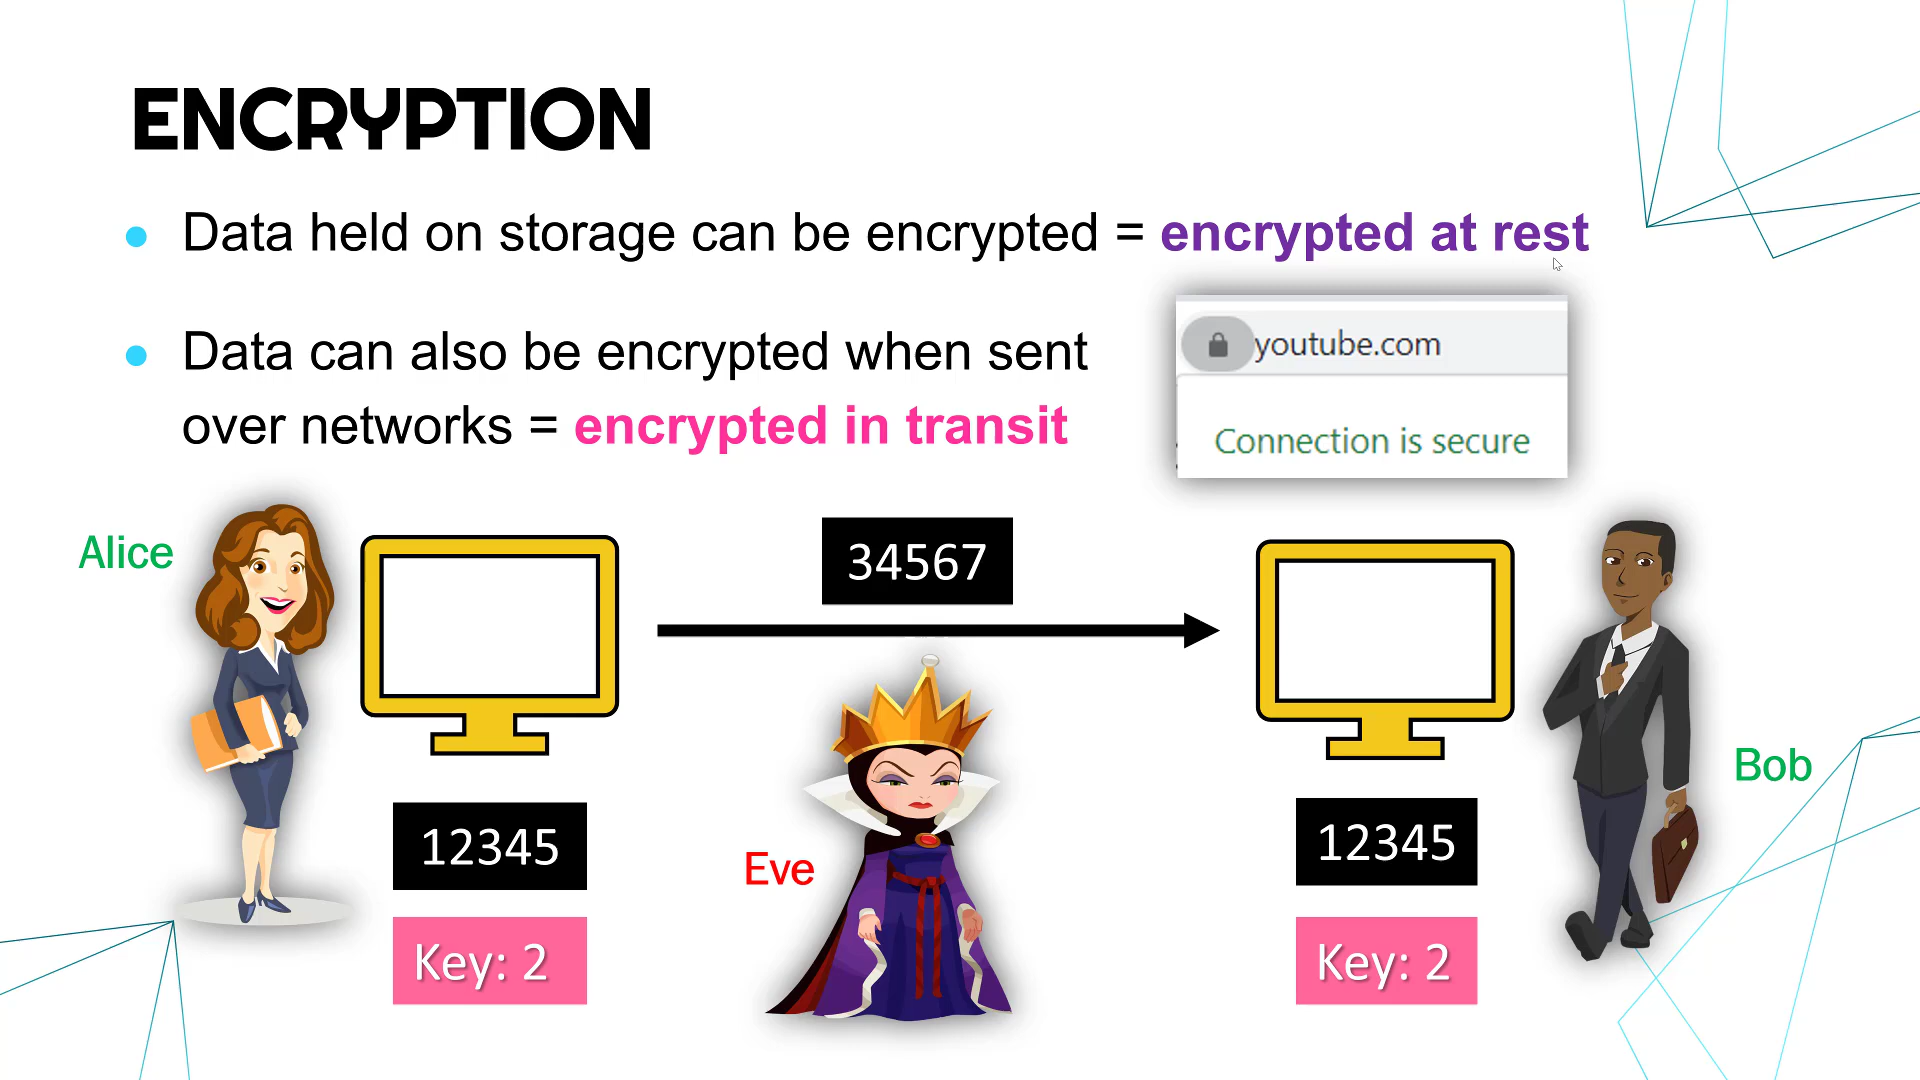 ENCRYPTION
Data held on storage can be encrypted = encrypted at rest
Data can also be encrypted when sent
over networks = encrypted in transit
youtube.com
Connection is secure
Alice
34567
Bob
12345
Key: 2
Eve
12345
Key: 2